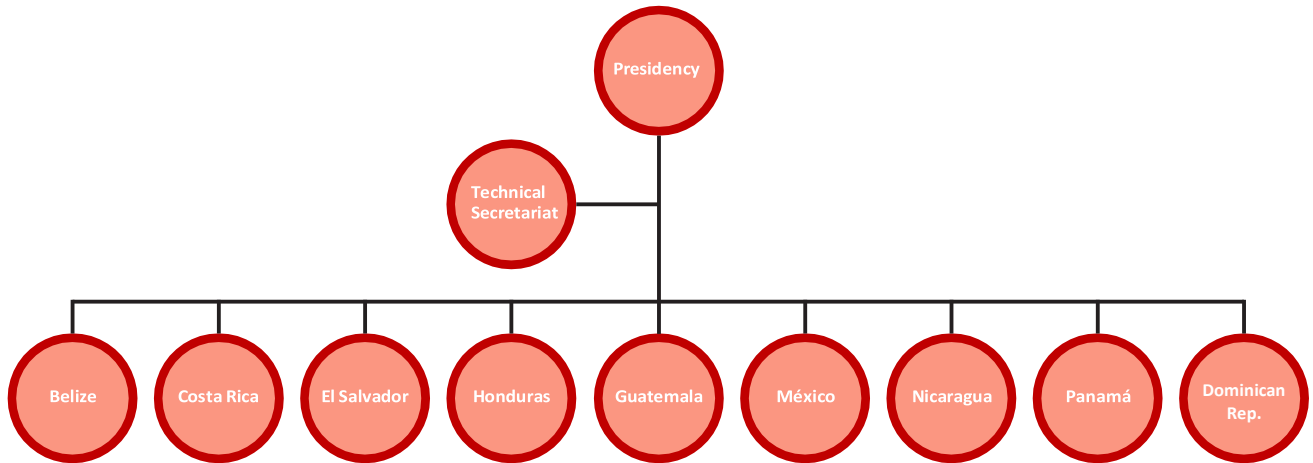 Presidency
Technical
Secretariat
Belize
Costa Rica
El Salvador
Honduras
Guatemala
México
Nicaragua
Panamá
Dominican
Rep.